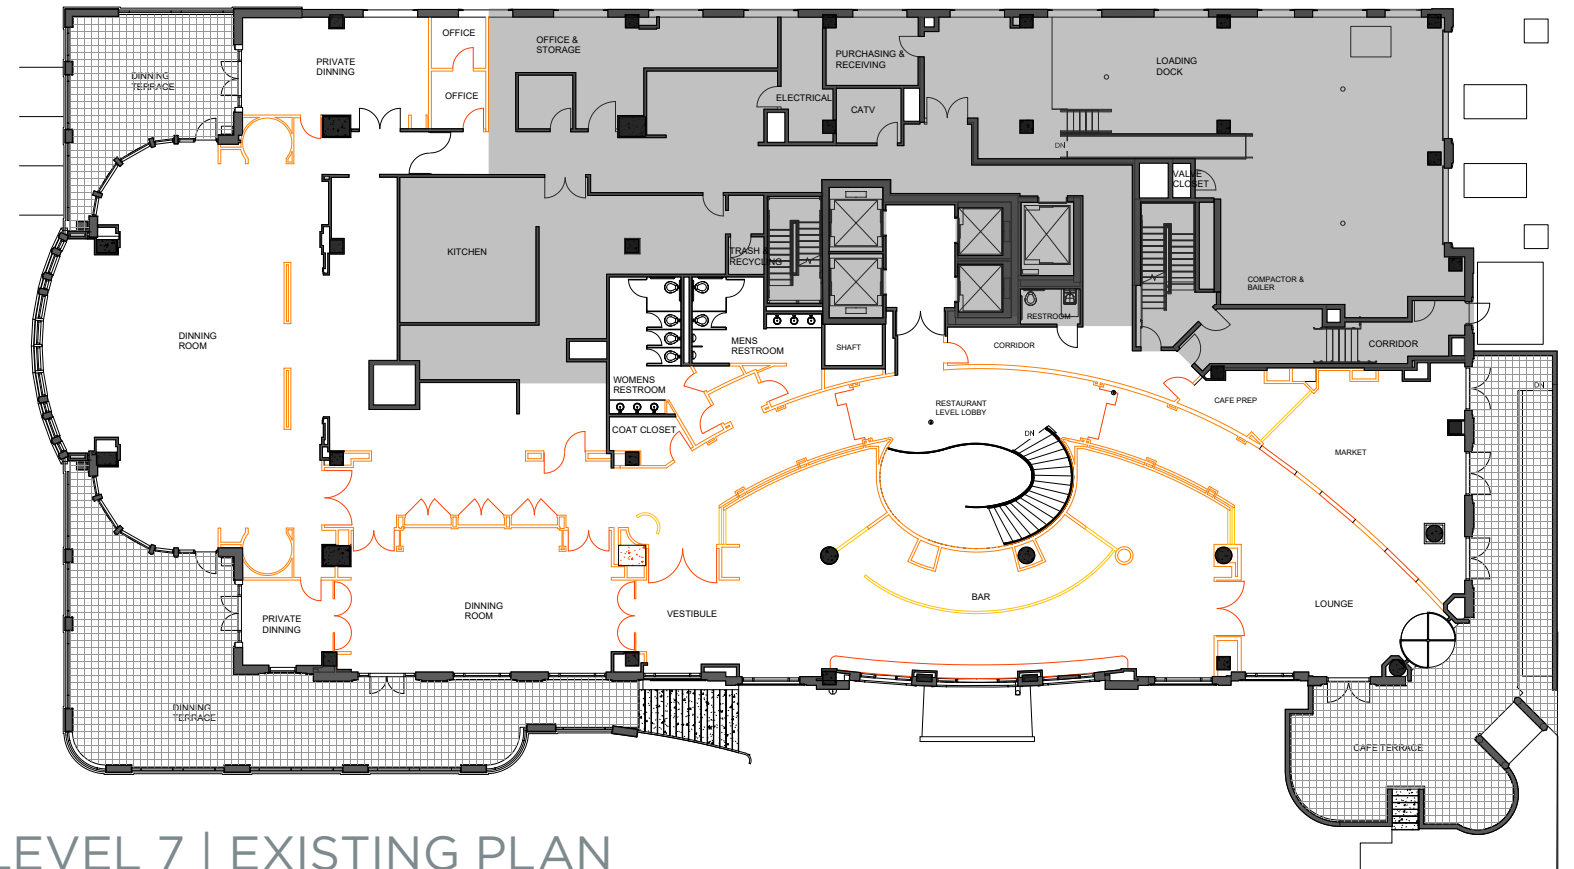 OFFICE
OFFICE &
STORAGE
PRIVATE
DINNING
PURCHASING &
RECEIVING
LOADING
DOCK
DINNING
TERRACE
OFFICE
ELECTRICAL
CATV
DN
VALVE
CLOSET
KITCHEN
TRASH &
RECYCLING
COMPACTOR &
BAILER
RESTROOM
DINNING
ROOM
MENS
RESTROOM
SHAFT
CORRIDOR
CORRIDOR
WOMENS
RESTROOM
DN
CAFE PREP
RESTAURANT
LEVEL LOBBY
COAT CLOSET
DN
MARKET
BAR
LOUNGE
DINNING
ROOM
VESTIBULE
PRIVATE
DINNING
DINNING
TERRACE
CAFE TERRACE
LEVEL 7 | EXISTING PLAN